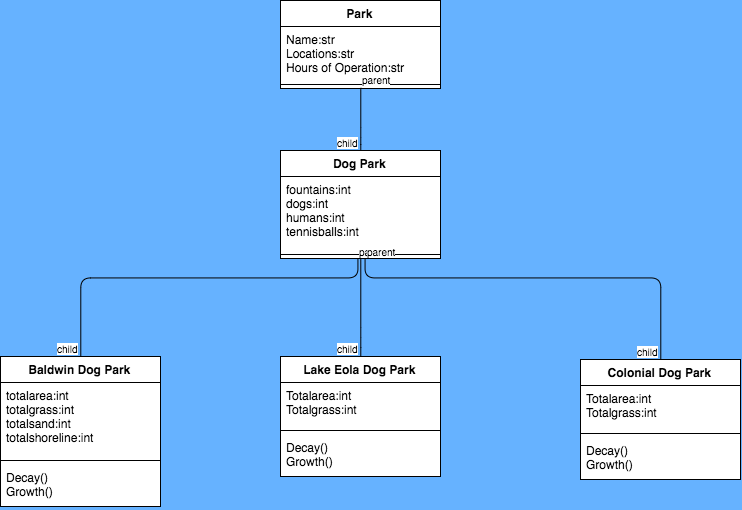 Park
Name:str
Locations:str
Hours of Operation:str
parent
child
Dog Park
fountains:int
dogs:int
humans:int
tennisballs:int
parent
child
child
child
Baldwin Dog Park
totalarea:int
totalgrass:int
totalsand:int
totalshoreline:int
Decay()
Growth()
Lake Eola Dog Park
Totalarea:int
Totalgrass:int
Decay()
Growth()
Colonial Dog Park
Totalarea:int
Totalgrass:int
Decay()
Growth()